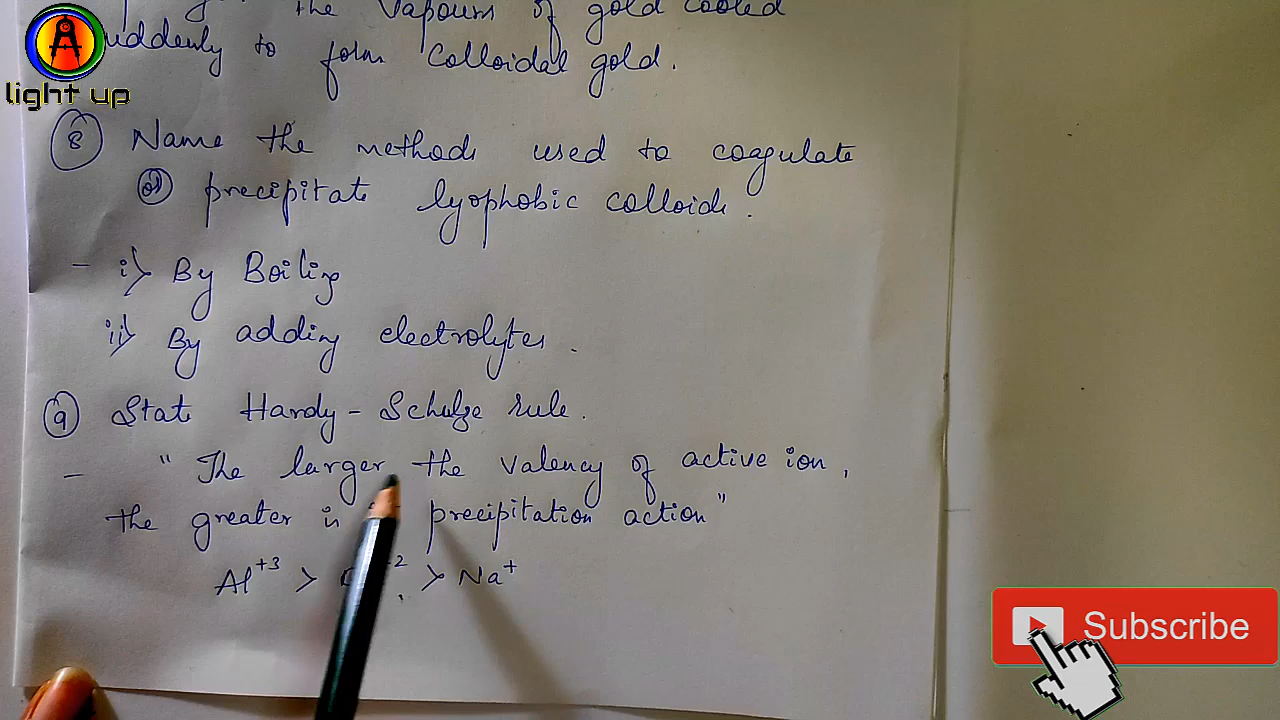 the Vapours of gold cooled
suddenly to form Colloidal gold.
light up
8 Name the methods used to coagulate
or precipitate lyophobic colloids.
- i) By Boiling
ii) By adding electrolytes.
9 State Hardy - Schulze rule.
- " The larger the valency of active ion,
the greater is precipitation action"
Al+3 > > Na+
Subscribe